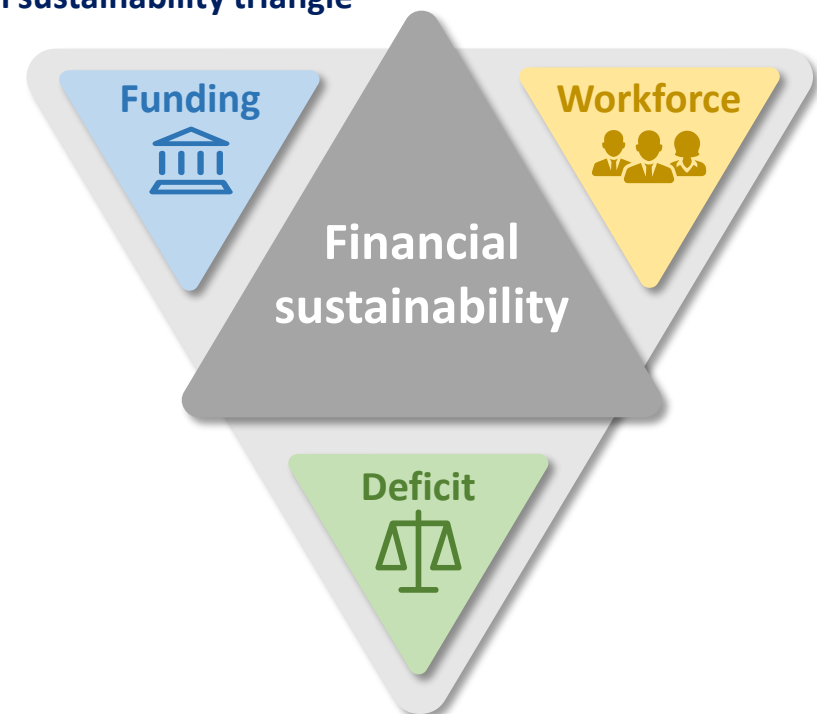 sustainability triangle
Funding
Workforce
Financial
sustainability
Deficit